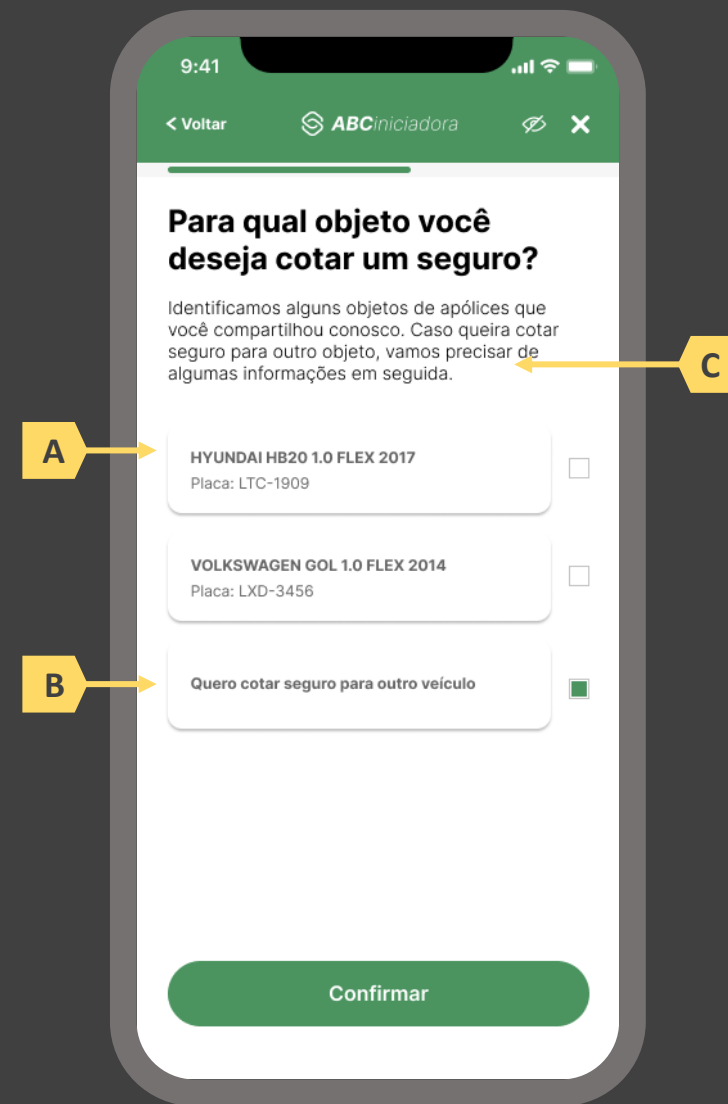 9:41
Voltar
ABCiniciadora
Para qual objeto você
deseja cotar um seguro?
Identificamos alguns objetos de apólices que
você compartilhou conosco. Caso queira cotar
seguro para outro objeto, vamos precisar de
algumas informações em seguida.
C
A
HYUNDAI HB20 1.0 FLEX 2017
Placa: LTC-1909
VOLKSWAGEN GOL 1.0 FLEX 2014
Placa: LXD-3456
B
Quero cotar seguro para outro veículo
Confirmar